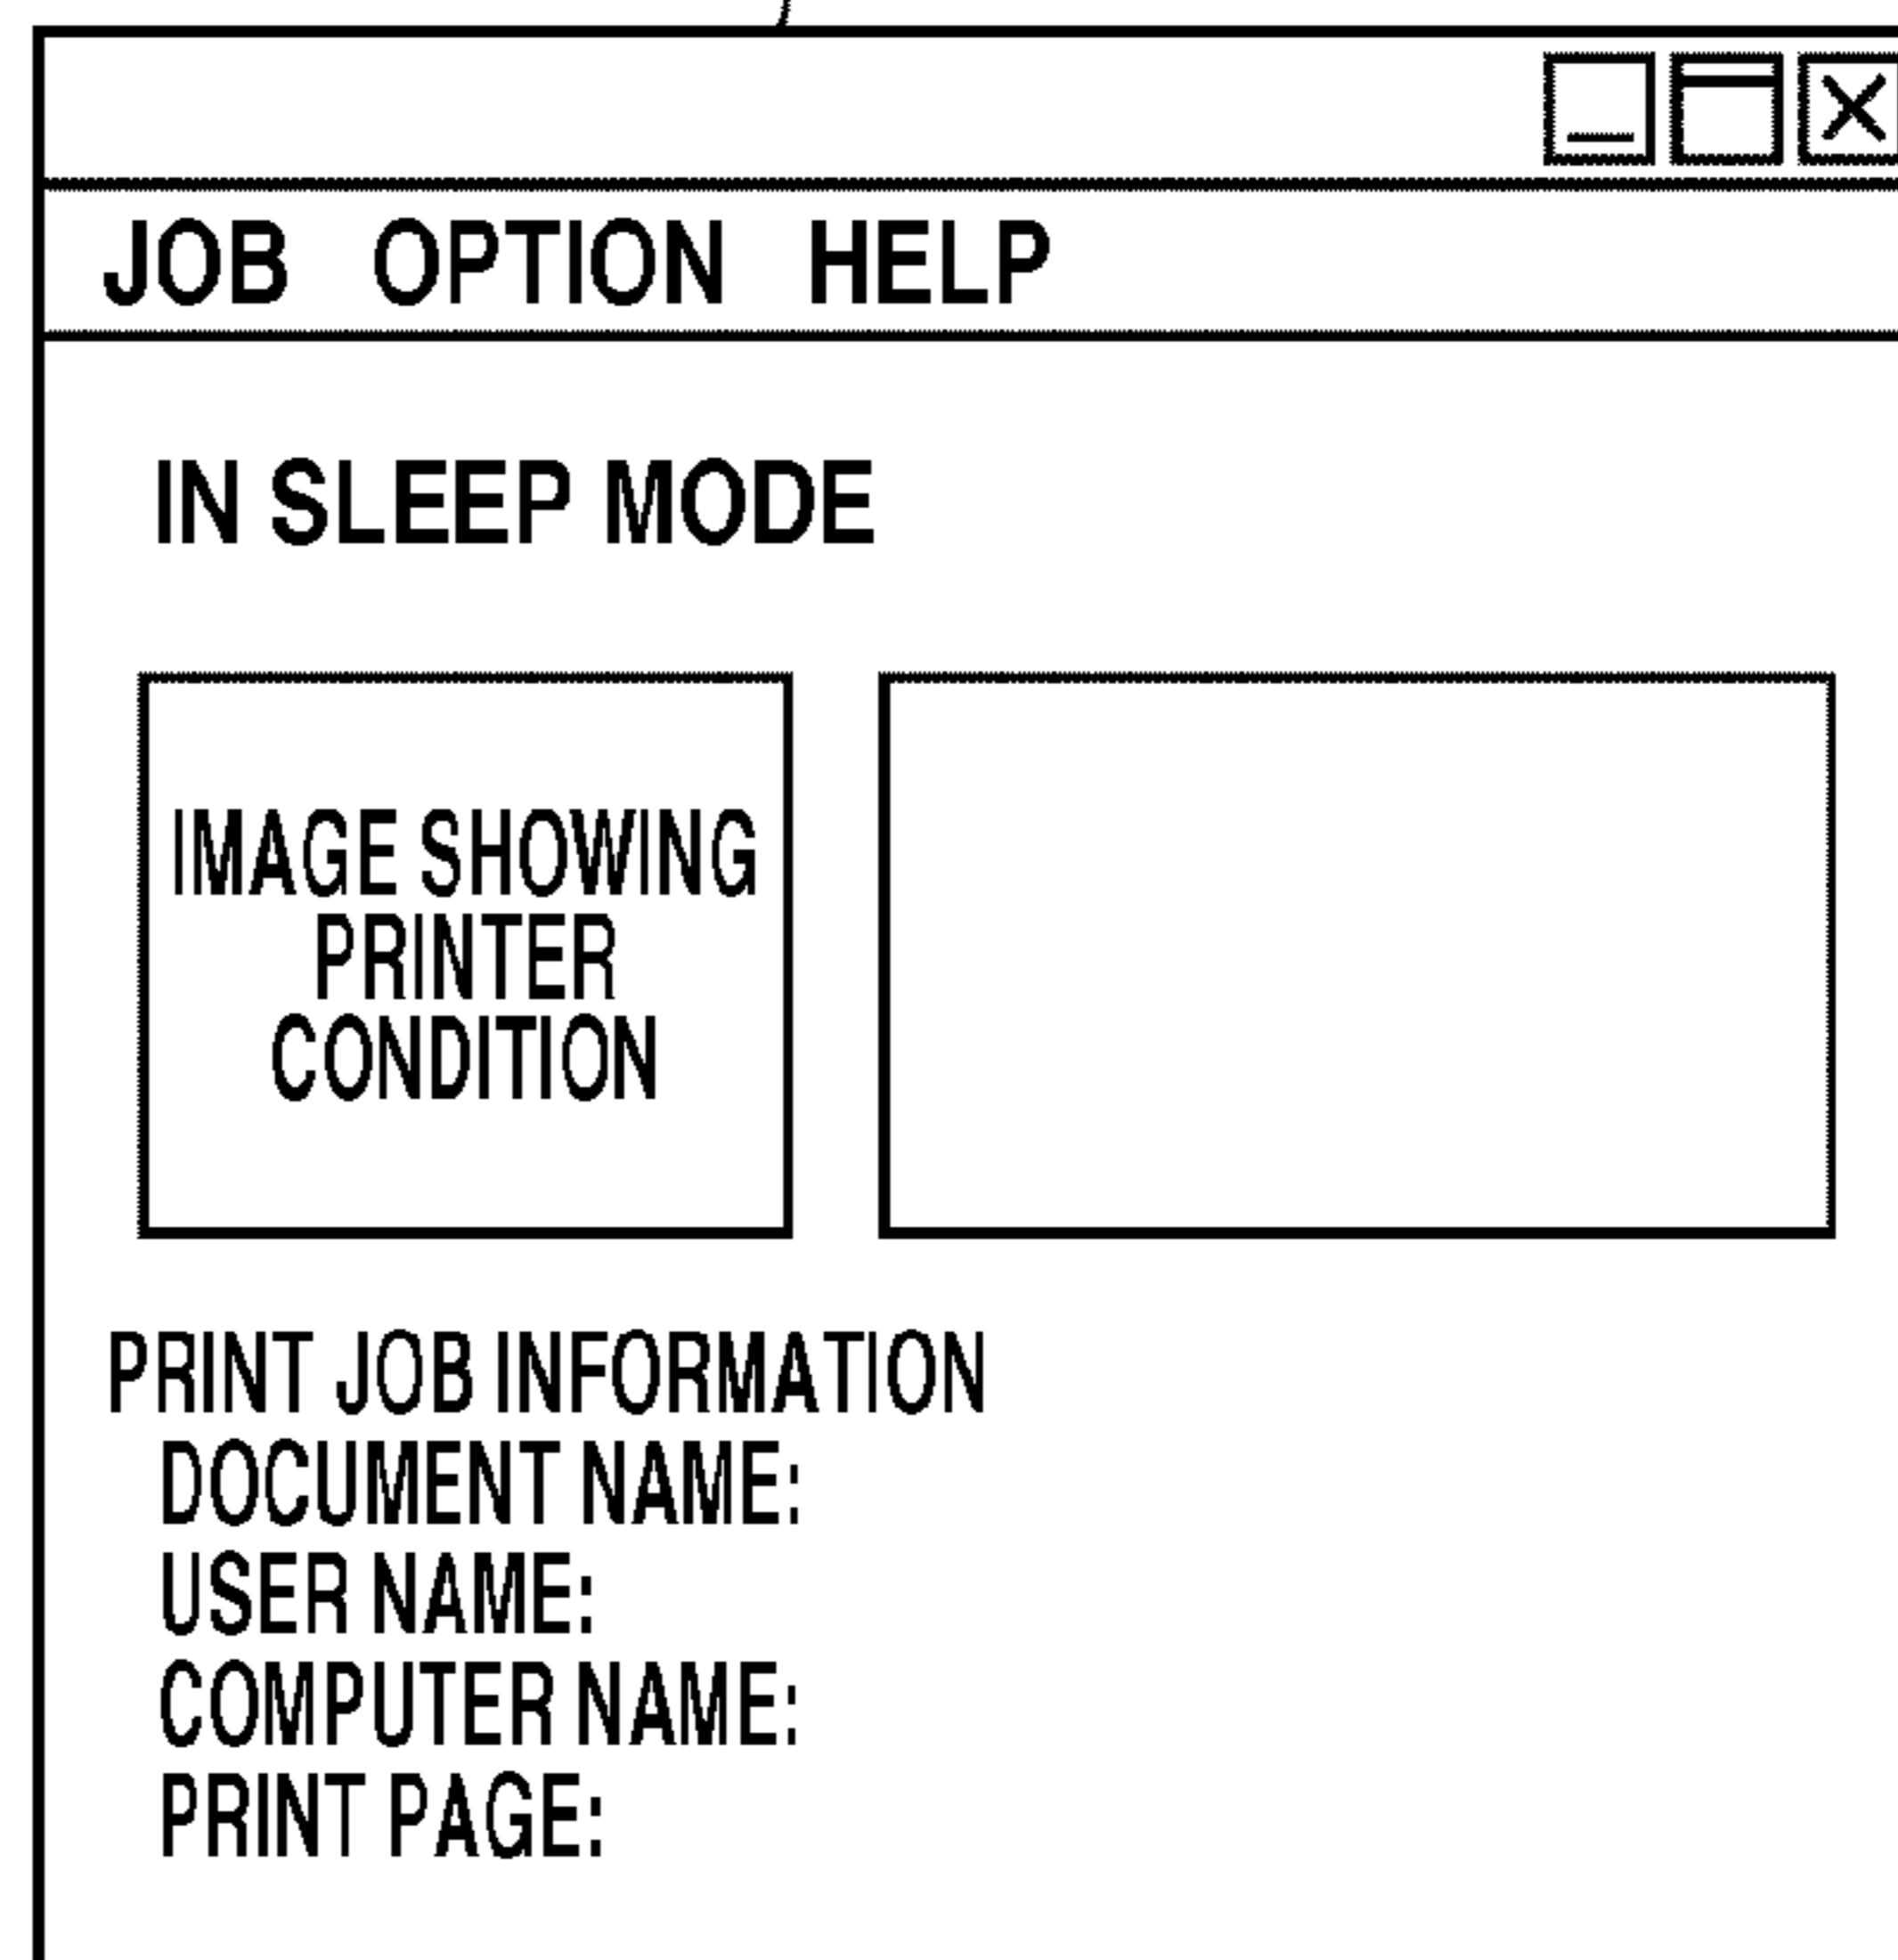 JOB OPTION HELP
IN SLEEP MODE
IMAGE SHOWING
PRINTER
CONDITION
PRINT JOB INFORMATION
DOCUMENT NAME:
USER NAME:
COMPUTER NAME:
PRINT PAGE: